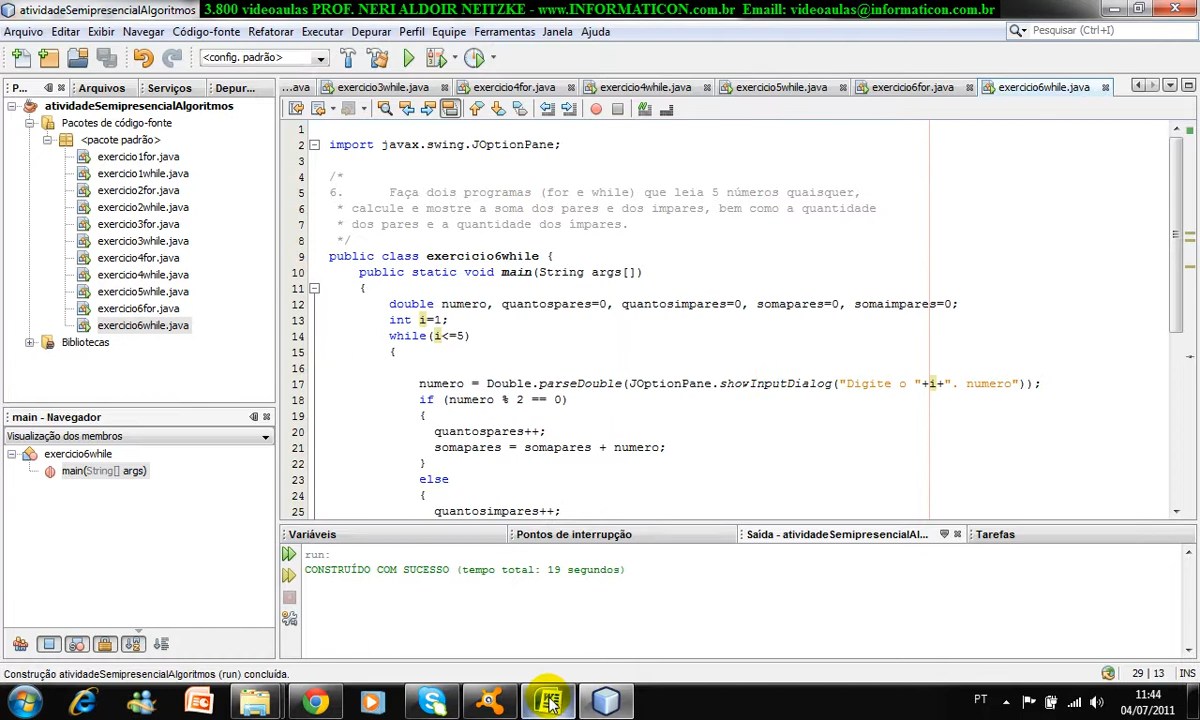 atividadeSemipresencialAlgoritmos
3.800 videoaulas PROF. NERI ALDOIR NEITZKE - www.INFORMATICON.com.br Emaill: videoaulas@informaticon.com.br
Arquivo Editar Exibir Navegar Código-fonte Refatorar Executar Depurar Perfil Equipe Ferramentas Janela Ajuda
Pesquisar (Ctrl+I)
<config. padrão>
P... Arquivos Serviços Depur...
...ava exercicio3while.java exercicio4for.java exercicio4while.java exercicio5while.java exercicio6for.java exercicio6while.java
atividadeSemipresencialAlgoritmos
Pacotes de código-fonte
<pacote padrão>
exercicio1for.java
exercicio1while.java
exercicio2for.java
exercicio2while.java
exercicio3for.java
exercicio3while.java
exercicio4for.java
exercicio4while.java
exercicio5while.java
exercicio6for.java
exercicio6while.java
Bibliotecas
main - Navegador
Visualização dos membros
exercicio6while
main(String[] args)
1
2 import javax.swing.JOptionPane;
3
4 /*
5 6. Faça dois programas (for e while) que leia 5 números quaisquer,
6 * calcule e mostre a soma dos pares e dos ímpares, bem como a quantidade
7 * dos pares e a quantidade dos ímpares.
8 */
9 public class exercicio6while {
10 public static void main(String args[])
11 {
12 double numero, quantospares=0, quantosimpares=0, somapares=0, somaimpares=0;
13 int i=1;
14 while(i<=5)
15 {
16
17 numero = Double.parseDouble(JOptionPane.showInputDialog("Digite o "+i+". numero"));
18 if (numero % 2 == 0)
19 {
20 quantospares++;
21 somapares = somapares + numero;
22 }
23 else
24 {
25 quantosimpares++;
Variáveis Pontos de interrupção Saída - atividadeSemipresencialAl... Tarefas
run:
CONSTRUÍDO COM SUCESSO (tempo total: 19 segundos)
Construção atividadeSemipresencialAlgoritmos (run) concluída.
29 | 13 INS
PT
11:44
04/07/2011